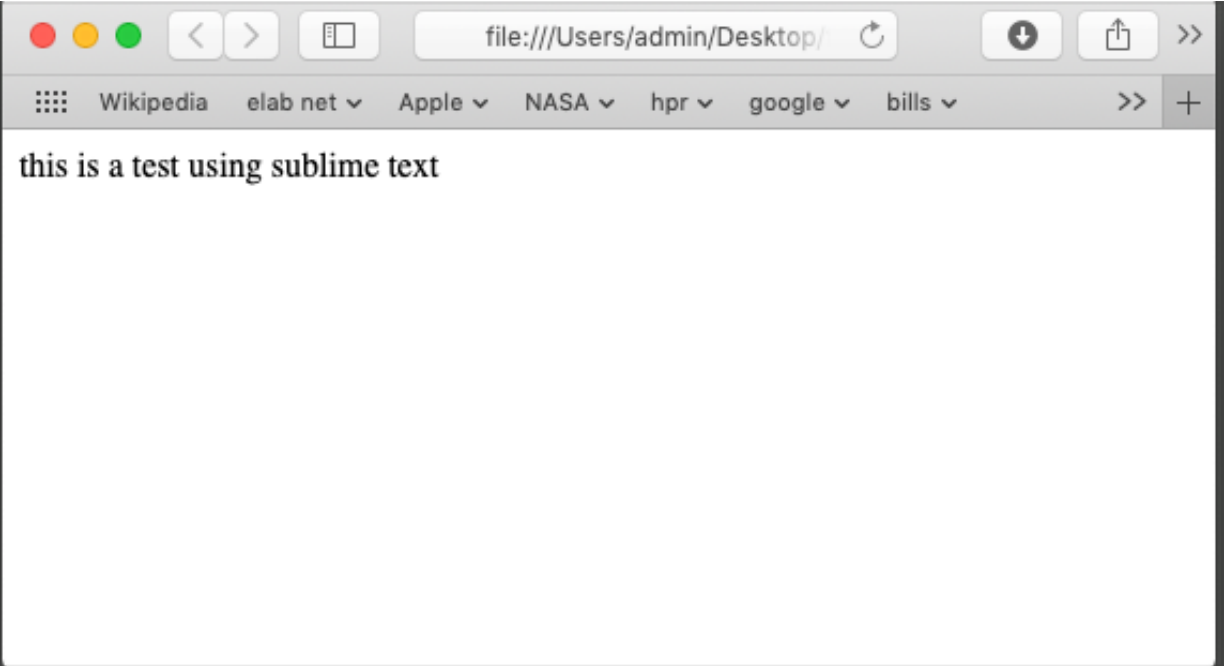 file:///Users/admin/Desktop/
Wikipedia elab net Apple NASA hpr google bills
this is a test using sublime text